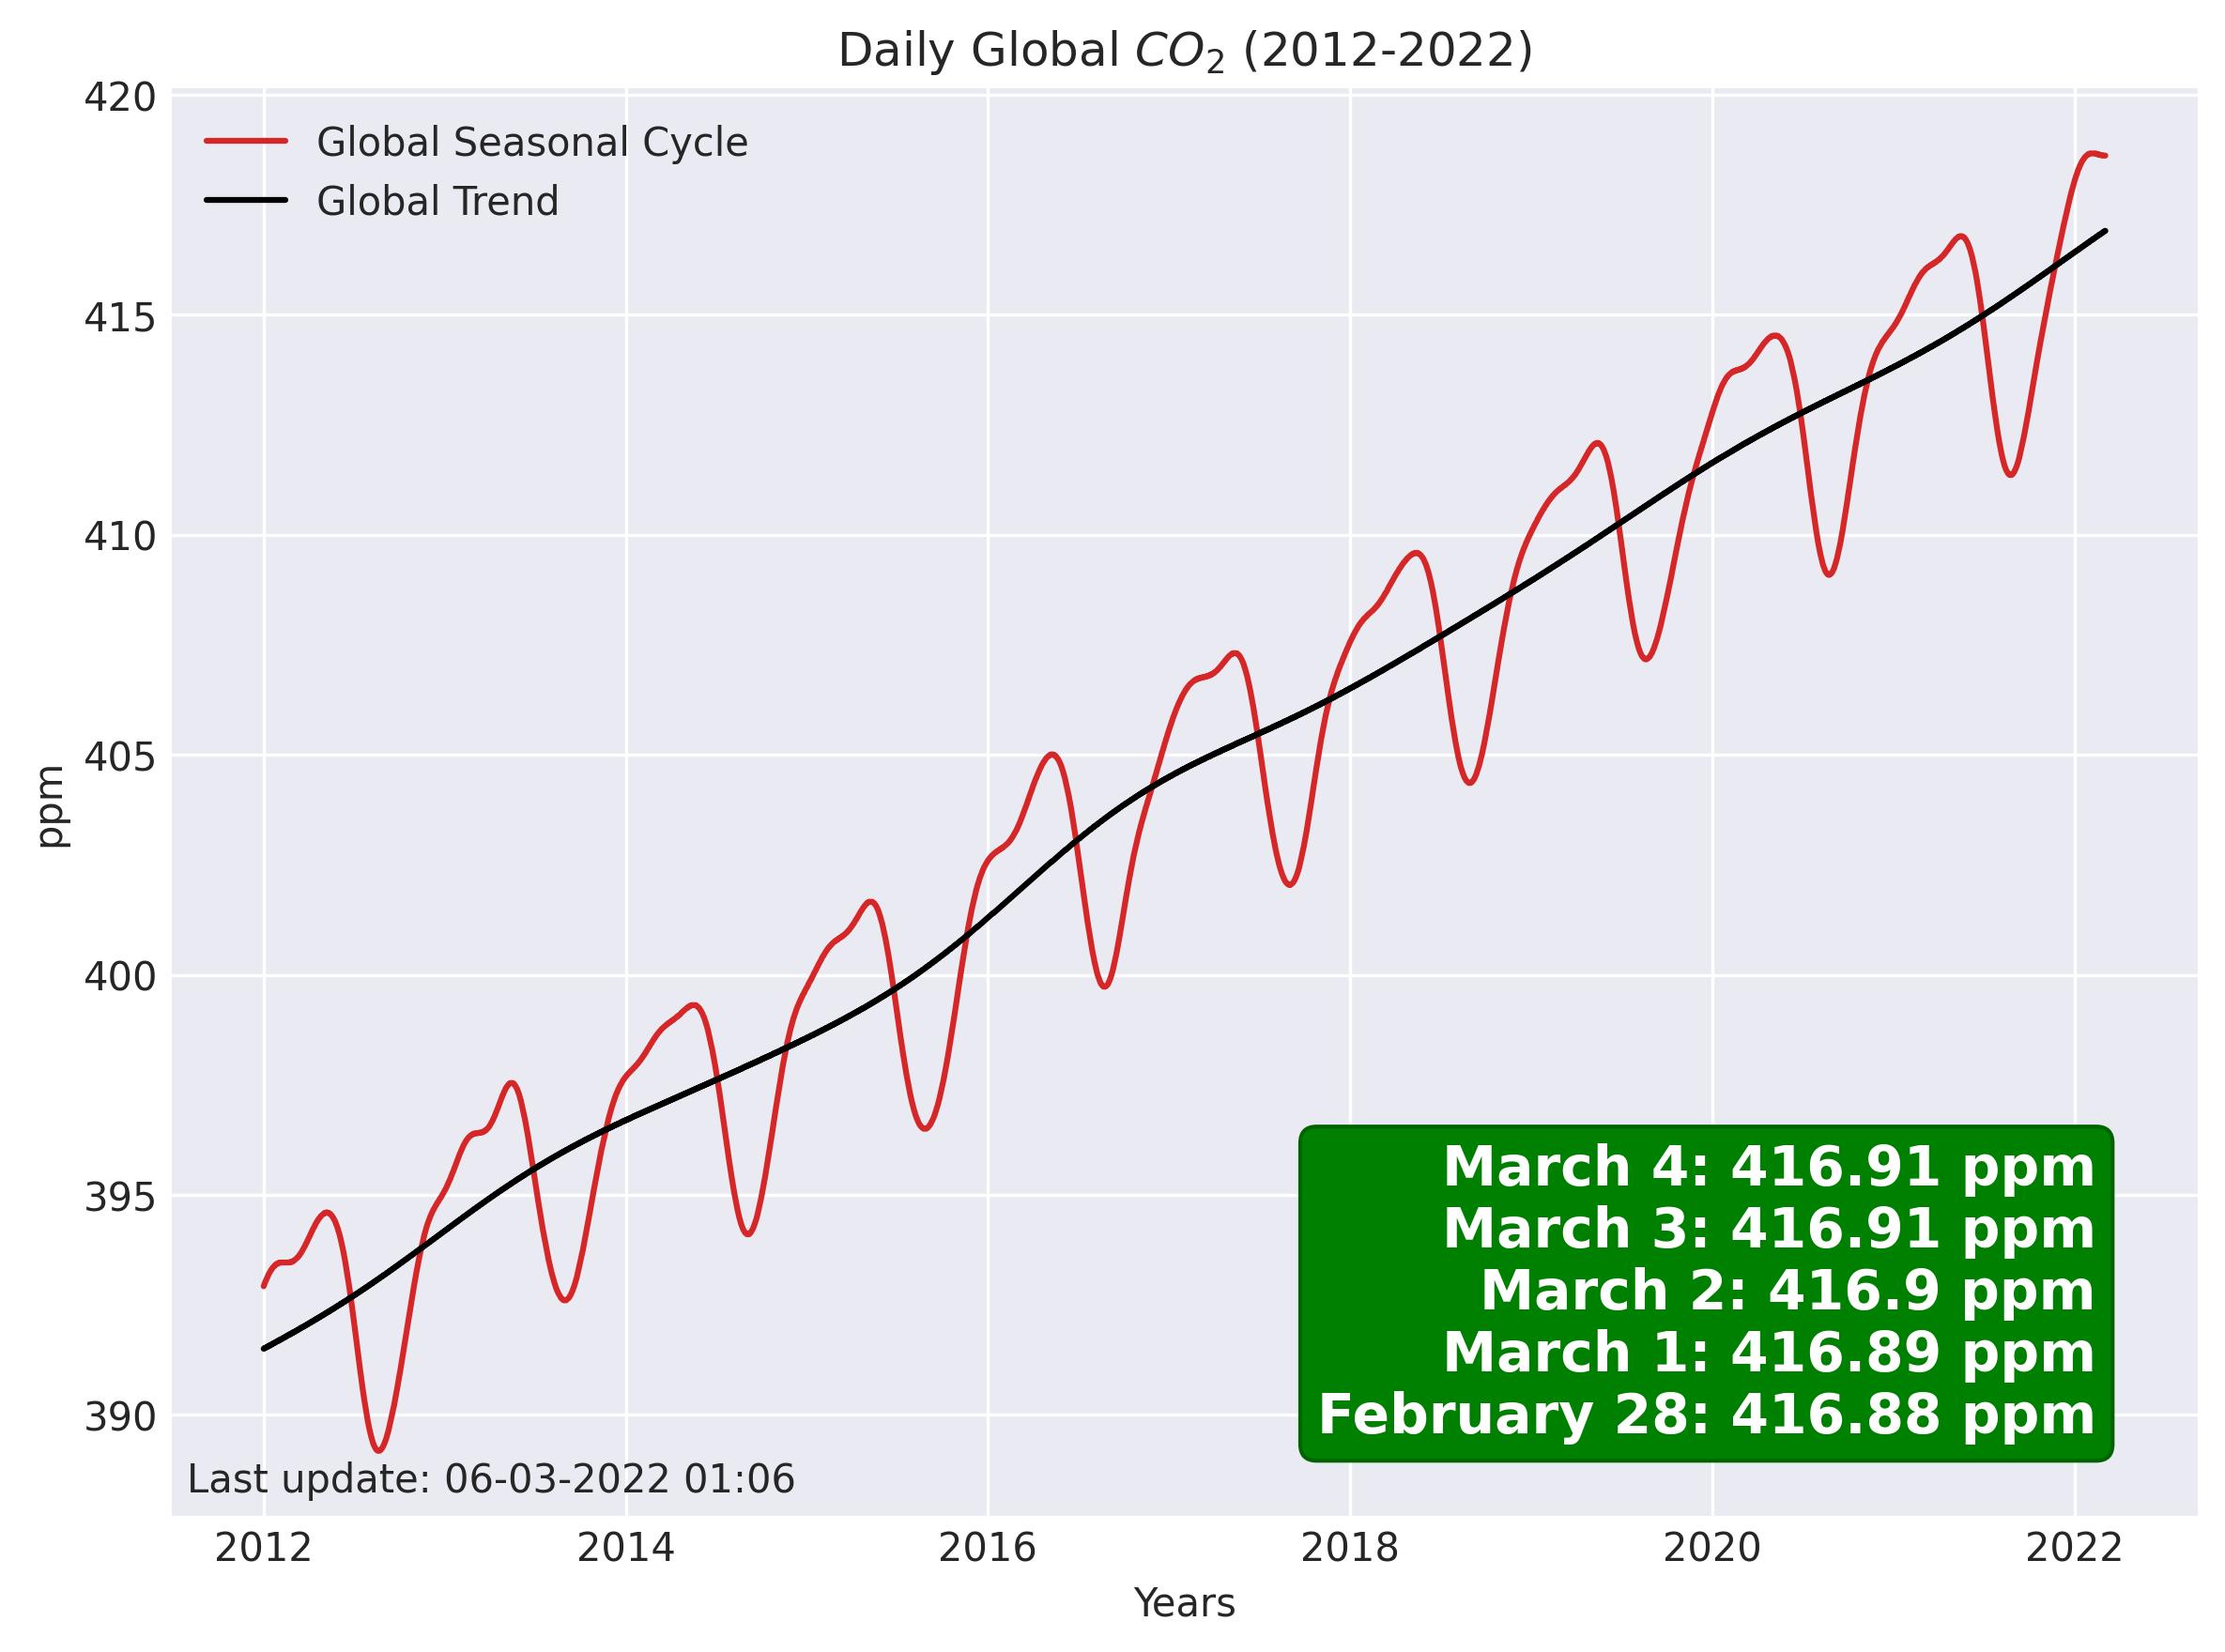 Daily Global CO₂ (2012-2022)
Global Seasonal Cycle
Global Trend
420
415
410
405
400
395
390
ppm
March 4: 416.91 ppm
March 3: 416.91 ppm
March 2: 416.9 ppm
March 1: 416.89 ppm
February 28: 416.88 ppm
Last update: 06-03-2022 01:06
2012 2014 2016 2018 2020 2022
Years